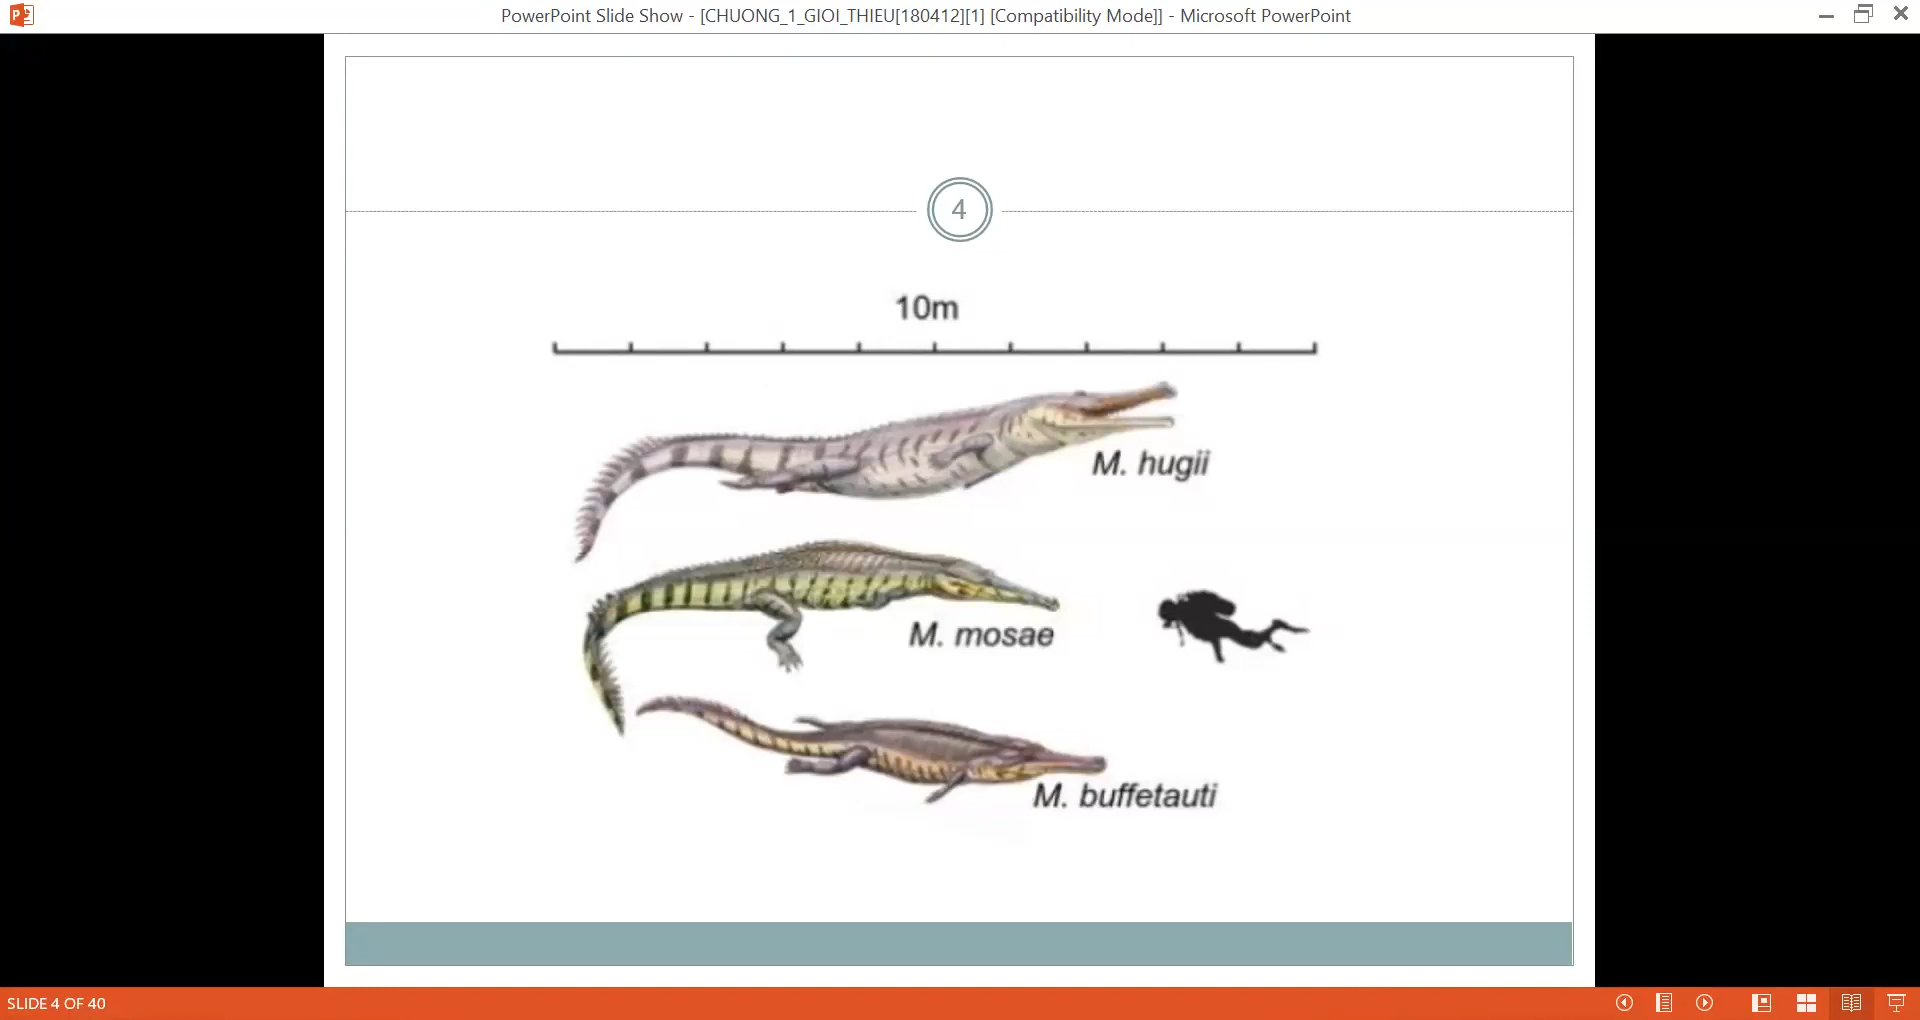 PowerPoint Slide Show - [CHUONG_1_GIOI_THIEU[180412][1] [Compatibility Mode]] - Microsoft PowerPoint
4
10m
M. hugii
M. mosae
M. buffetauti
SLIDE 4 OF 40